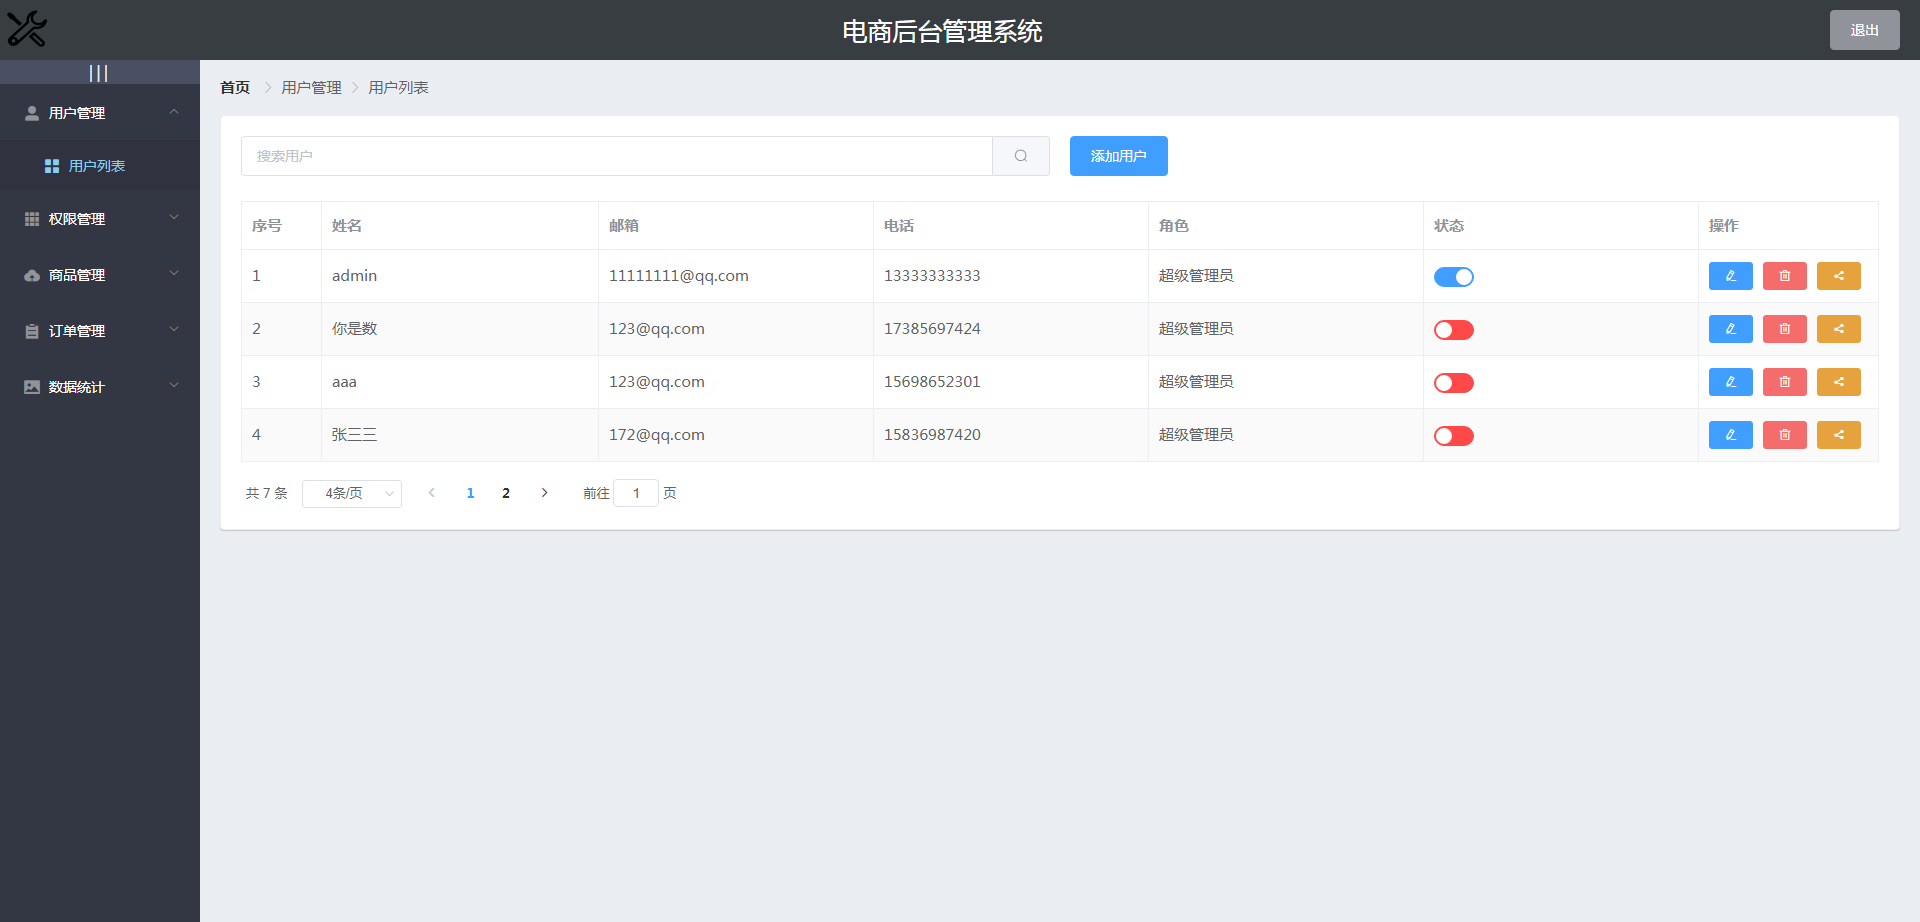 电商后台管理系统
退出
|||
用户管理
用户列表
权限管理
商品管理
订单管理
数据统计
首页 > 用户管理 > 用户列表
搜索用户
添加用户
序号 姓名 邮箱 电话 角色 状态 操作
1 admin 11111111@qq.com 13333333333 超级管理员
2 你是数 123@qq.com 17385697424 超级管理员
3 aaa 123@qq.com 15698652301 超级管理员
4 张三三 172@qq.com 15836987420 超级管理员
共 7 条 4条/页 1 2 前往 1 页